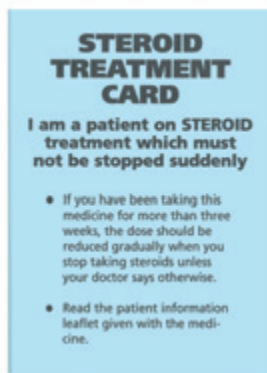 STEROID
TREATMENT
CARD
I am a patient on STEROID
treatment which must
not be stopped suddenly
• If you have been taking this
medicine for more than three
weeks, the dose should be
reduced gradually when you
stop taking steroids unless
your doctor says otherwise.
• Read the patient information
leaflet given with the medi-
cine.